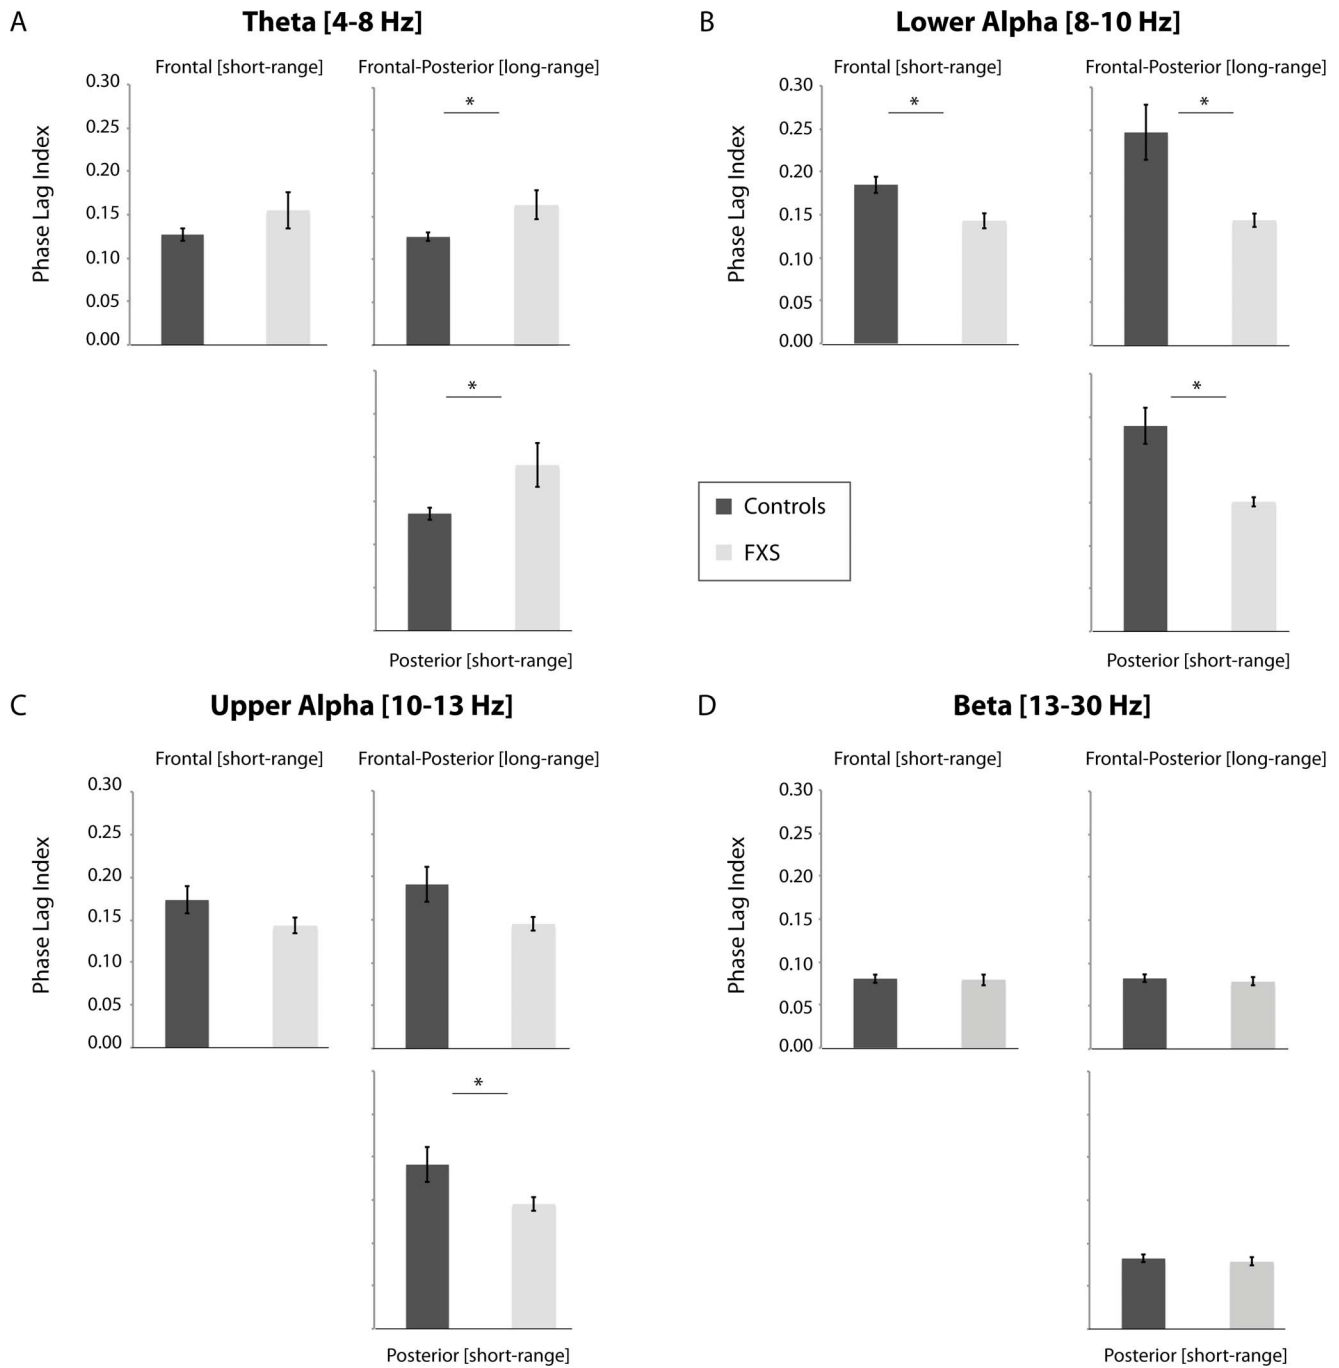 A
Theta [4-8 Hz]
Frontal [short-range]
Frontal-Posterior [long-range]
0.30
0.25
0.20
0.15
0.10
0.05
0.00
Phase Lag Index
*
*
Posterior [short-range]
B
Lower Alpha [8-10 Hz]
Frontal [short-range]
Frontal-Posterior [long-range]
0.30
0.25
0.20
0.15
0.10
0.05
0.00
Phase Lag Index
*
*
*
Controls
FXS
Posterior [short-range]
C
Upper Alpha [10-13 Hz]
Frontal [short-range]
Frontal-Posterior [long-range]
0.30
0.25
0.20
0.15
0.10
0.05
0.00
Phase Lag Index
*
Posterior [short-range]
D
Beta [13-30 Hz]
Frontal [short-range]
Frontal-Posterior [long-range]
0.30
0.25
0.20
0.15
0.10
0.05
0.00
Phase Lag Index
Posterior [short-range]